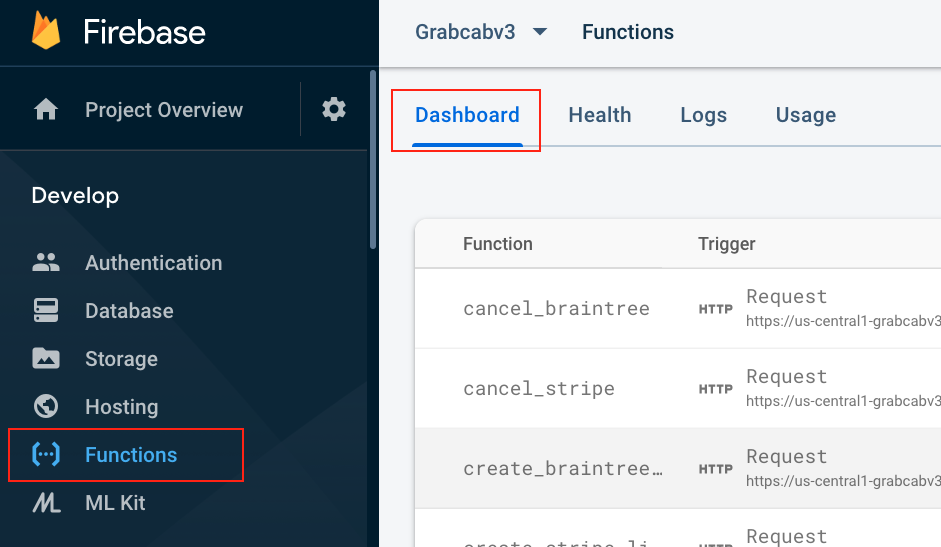 Firebase
Grabcabv3
Functions
Project Overview
Dashboard
Health
Logs
Usage
Develop
Authentication
Database
Storage
Hosting
Functions
ML Kit
Function
Trigger
cancel_braintree
HTTP
Request
https://us-central1-grabcabv3
cancel_stripe
HTTP
Request
https://us-central1-grabcabv3
create_braintree…
HTTP
Request
https://us-central1-grabcabv3
create_stripe_li
HTTP
Request